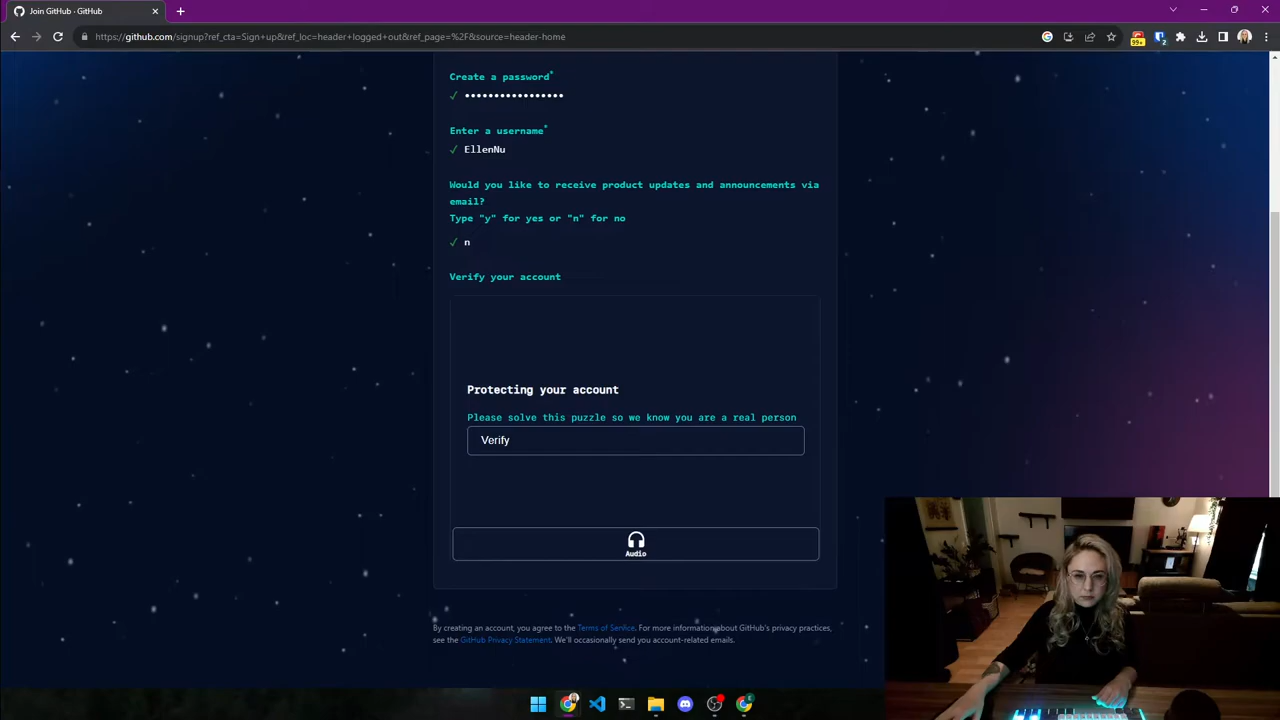 Join GitHub · GitHub
https://github.com/signup?ref_cta=Sign+up&ref_loc=header+logged+out&ref_page=%2F&source=header-home
99+
Create a password*
✓ •••••••••••••••••
Enter a username*
✓ EllenNu
Would you like to receive product updates and announcements via
email?
Type "y" for yes or "n" for no
✓ n
Verify your account
Protecting your account
Please solve this puzzle so we know you are a real person
Verify
Audio
By creating an account, you agree to the Terms of Service. For more information about GitHub's privacy practices,
see the GitHub Privacy Statement. We'll occasionally send you account-related emails.